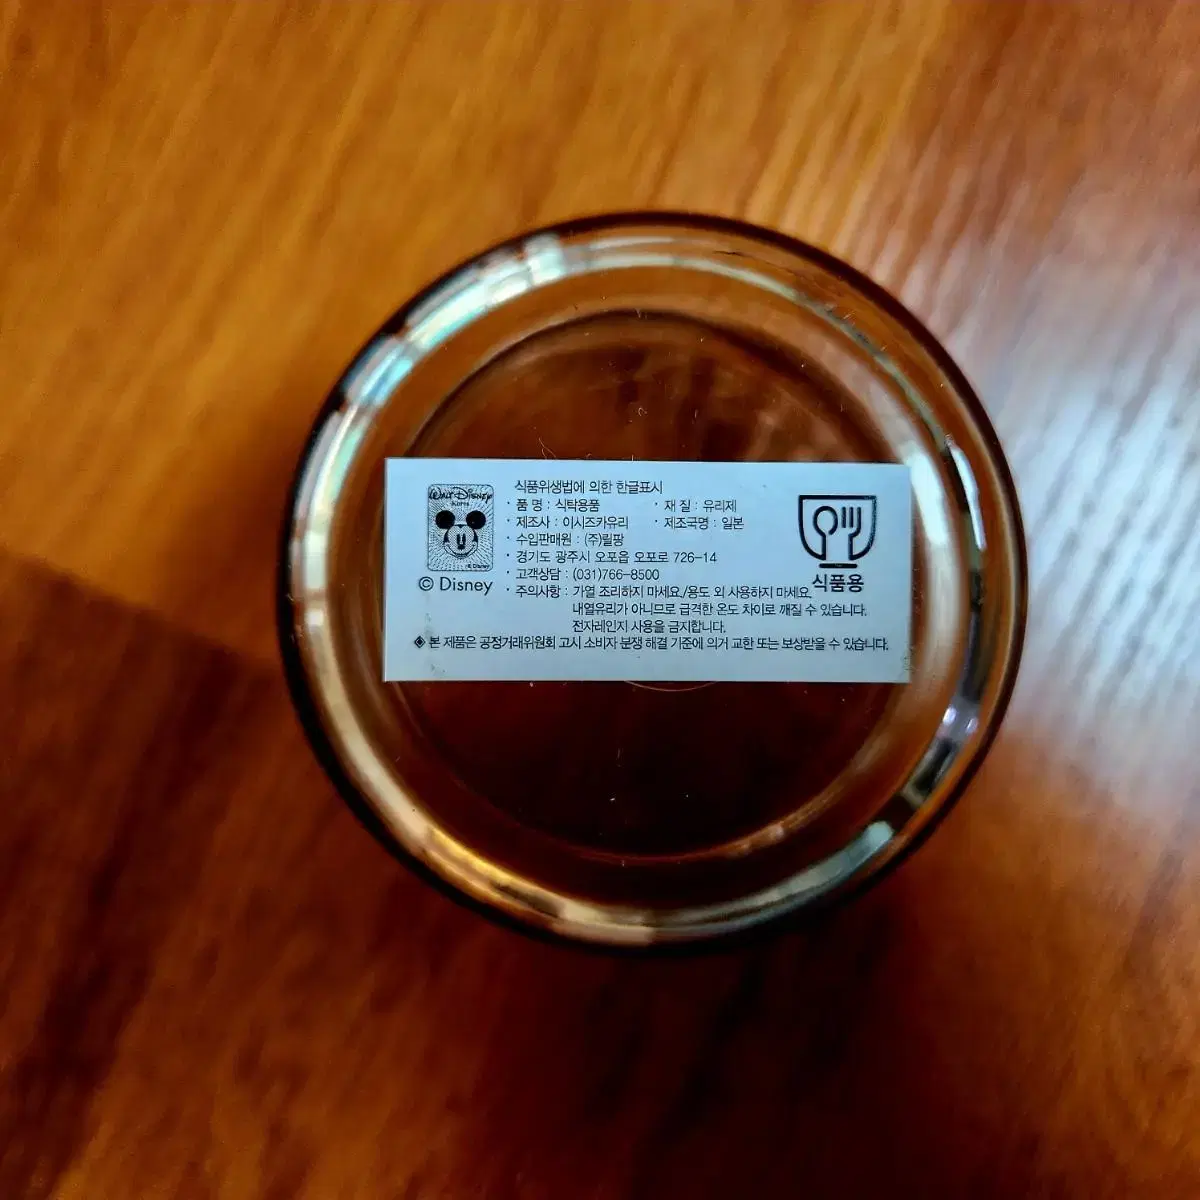 WALT DISNEY
KOREA
© Disney
© Disney
식품위생법에 의한 한글표시
· 품 명 : 식탁용품 · 재 질 : 유리제
· 제조사 : 이시즈카유리 · 제조국명 : 일본
· 수입판매원 : (주)릴팡
· 경기도 광주시 오포읍 오포로 726-14
· 고객상담 : (031)766-8500
· 주의사항 : 가열 조리하지 마세요./용도 외 사용하지 마세요.
내열유리가 아니므로 급격한 온도 차이로 깨질 수 있습니다.
전자레인지 사용을 금지합니다.
◈ 본 제품은 공정거래위원회 고시 소비자 분쟁 해결 기준에 의거 교환 또는 보상받을 수 있습니다.
식품용